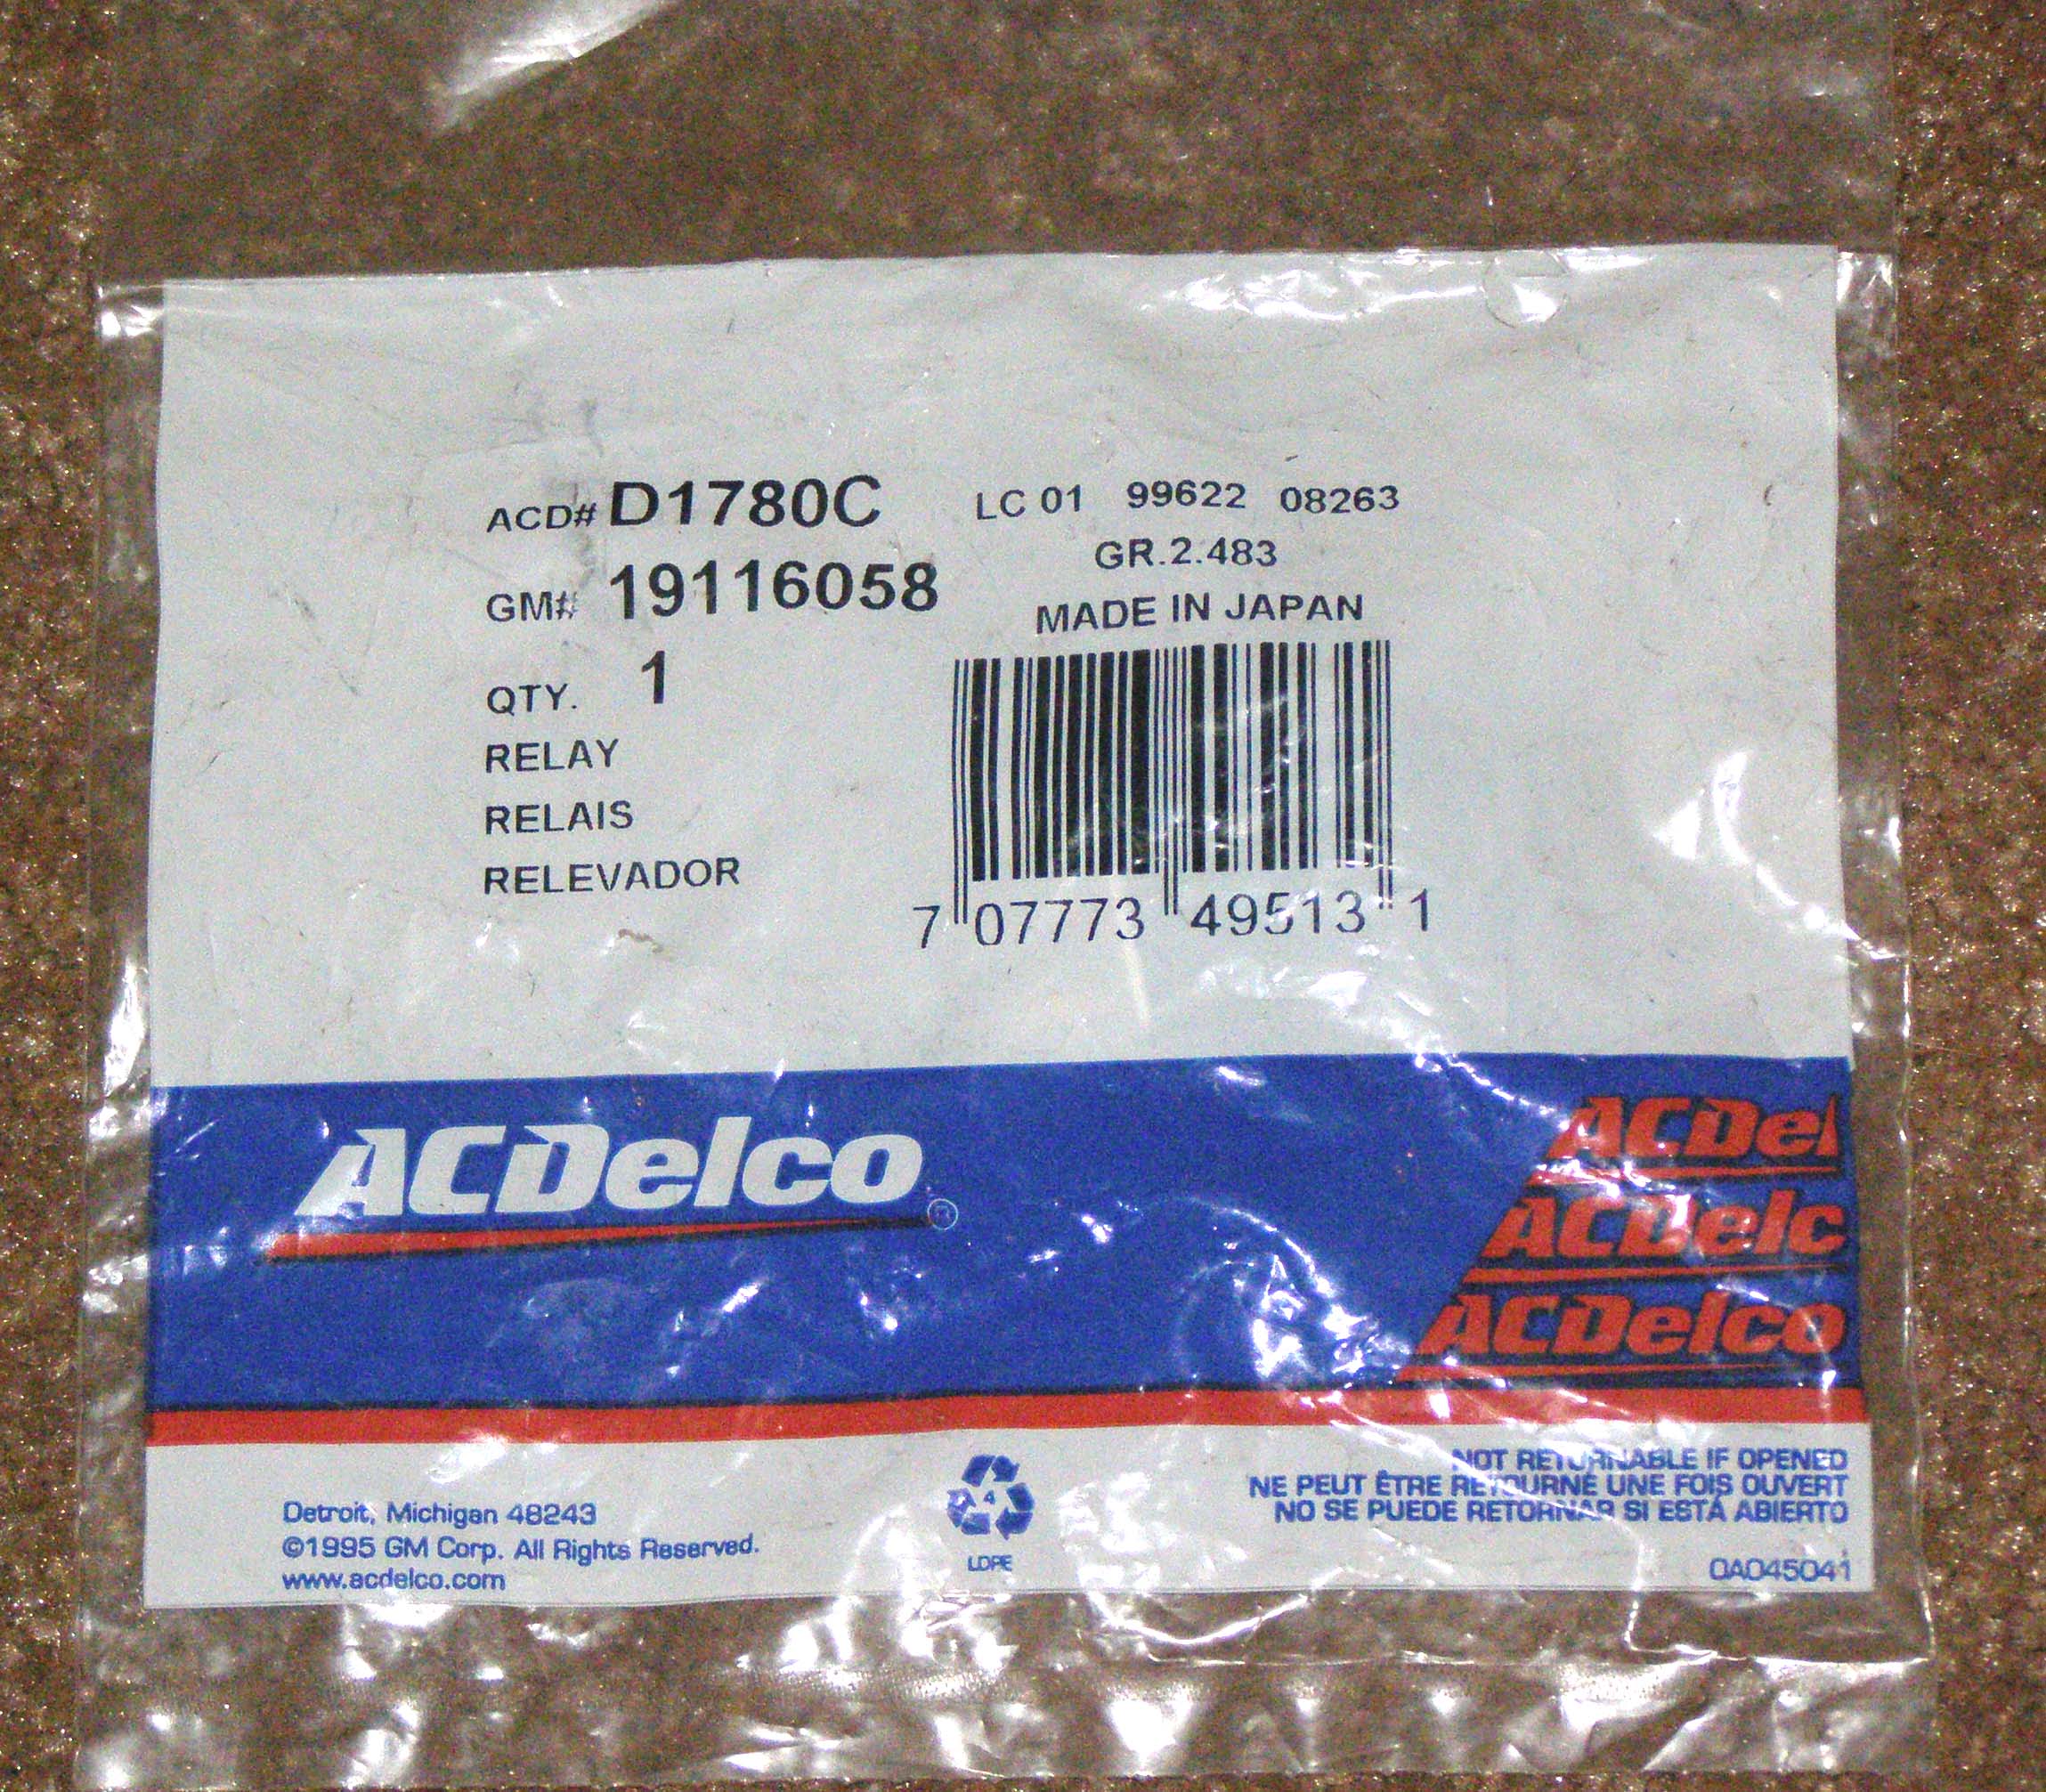 ACD# D1780C LC 01 99622 08263
GR.2.483
GM# 19116058
MADE IN JAPAN
QTY. 1
RELAY
RELAIS
RELEVADOR
7 07773 49513 1
ACDelco ®
ACDel
ACDelc
ACDelco
NOT RETURNABLE IF OPENED
NE PEUT ÊTRE RETOURNÉ UNE FOIS OUVERT
NO SE PUEDE RETORNAR SI ESTÁ ABIERTO
Detroit, Michigan 48243
©1995 GM Corp. All Rights Reserved.
www.acdelco.com
4
LDPE
0A045041